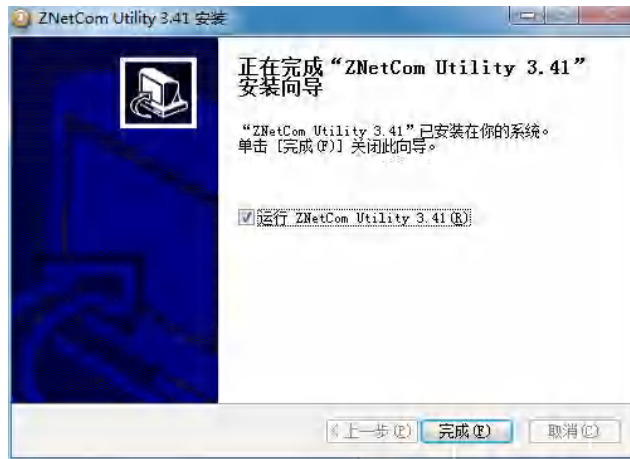 ZNetCom Utility 3.41 安装
正在完成“ZNetCom Utility 3.41”
安装向导
“ZNetCom Utility 3.41”已安装在你的系统。
单击 [完成(F)] 关闭此向导。
运行 ZNetCom Utility 3.41(R)
< 上一步(P) 完成(F) 取消(C)